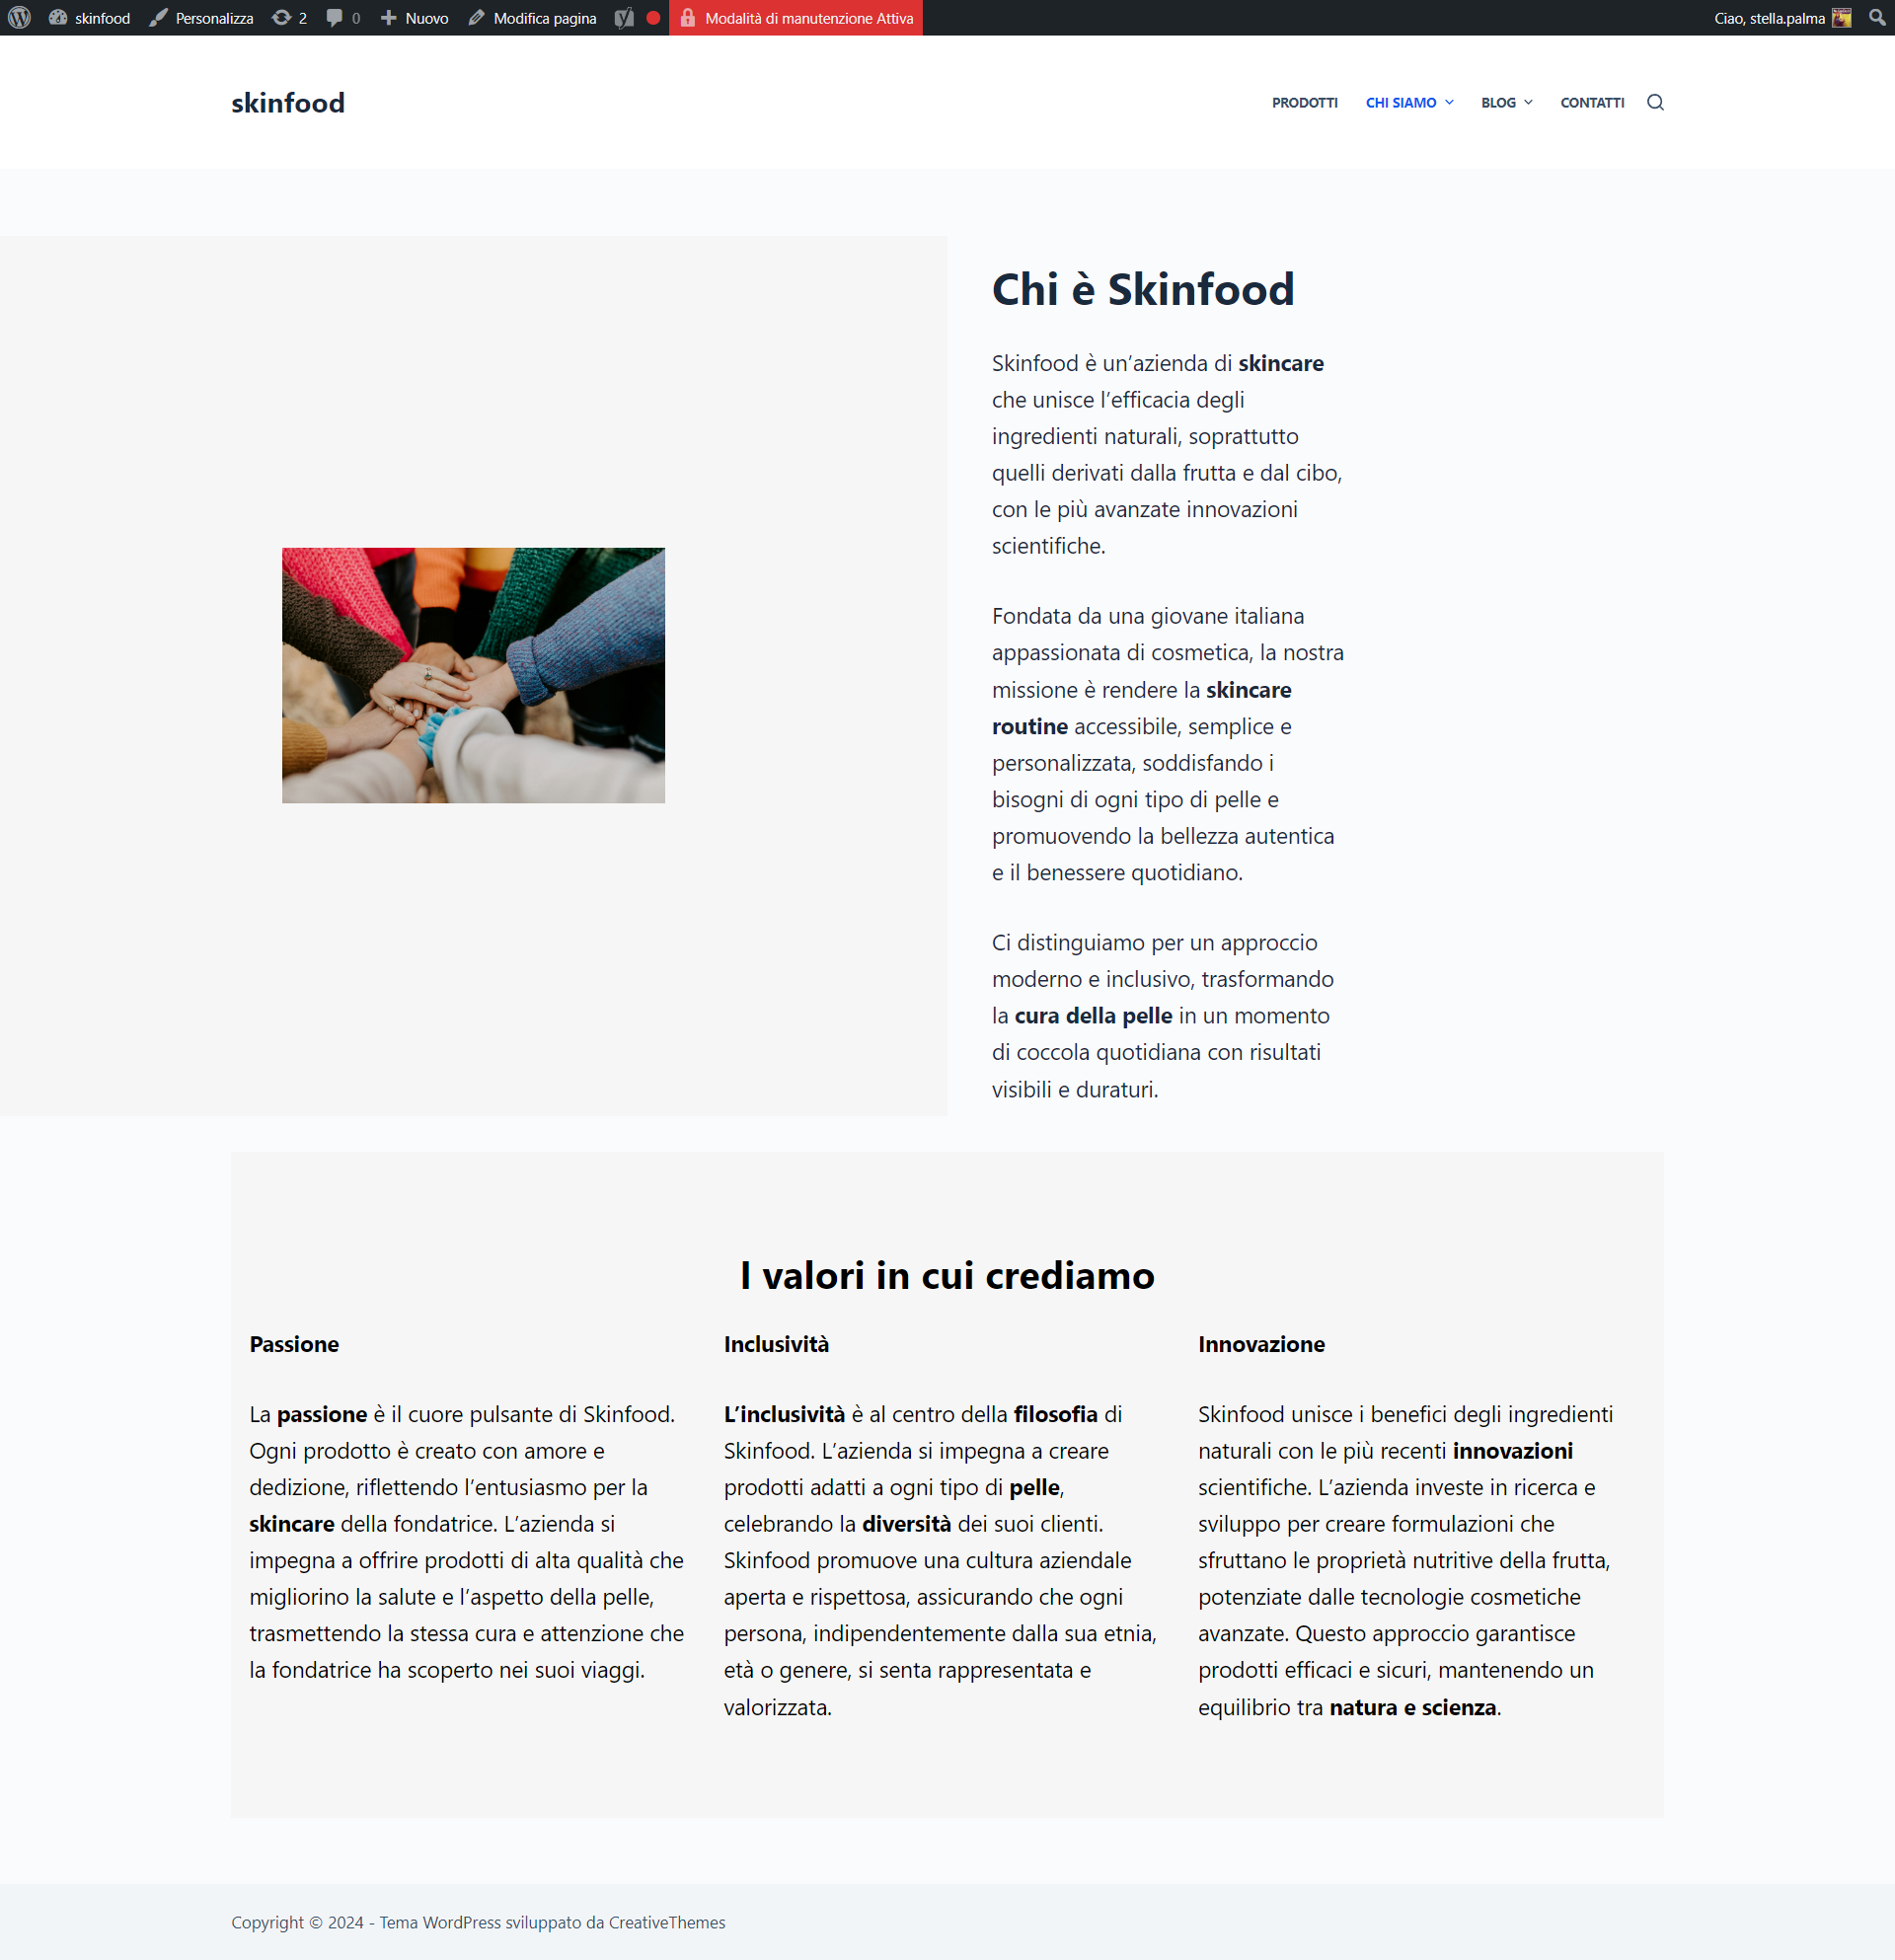 skinfood Personalizza 2 0 Nuovo Modifica pagina Modalità di manutenzione Attiva Ciao, stella.palma
skinfood
PRODOTTI CHI SIAMO BLOG CONTATTI
Chi è Skinfood
Skinfood è un’azienda di skincare
che unisce l’efficacia degli
ingredienti naturali, soprattutto
quelli derivati dalla frutta e dal cibo,
con le più avanzate innovazioni
scientifiche.
Fondata da una giovane italiana
appassionata di cosmetica, la nostra
missione è rendere la skincare
routine accessibile, semplice e
personalizzata, soddisfando i
bisogni di ogni tipo di pelle e
promuovendo la bellezza autentica
e il benessere quotidiano.
Ci distinguiamo per un approccio
moderno e inclusivo, trasformando
la cura della pelle in un momento
di coccola quotidiana con risultati
visibili e duraturi.
I valori in cui crediamo
Passione
La passione è il cuore pulsante di Skinfood.
Ogni prodotto è creato con amore e
dedizione, riflettendo l’entusiasmo per la
skincare della fondatrice. L’azienda si
impegna a offrire prodotti di alta qualità che
migliorino la salute e l’aspetto della pelle,
trasmettendo la stessa cura e attenzione che
la fondatrice ha scoperto nei suoi viaggi.
Inclusività
L’inclusività è al centro della filosofia di
Skinfood. L’azienda si impegna a creare
prodotti adatti a ogni tipo di pelle,
celebrando la diversità dei suoi clienti.
Skinfood promuove una cultura aziendale
aperta e rispettosa, assicurando che ogni
persona, indipendentemente dalla sua etnia,
età o genere, si senta rappresentata e
valorizzata.
Innovazione
Skinfood unisce i benefici degli ingredienti
naturali con le più recenti innovazioni
scientifiche. L’azienda investe in ricerca e
sviluppo per creare formulazioni che
sfruttano le proprietà nutritive della frutta,
potenziate dalle tecnologie cosmetiche
avanzate. Questo approccio garantisce
prodotti efficaci e sicuri, mantenendo un
equilibrio tra natura e scienza.
Copyright © 2024 - Tema WordPress sviluppato da CreativeThemes